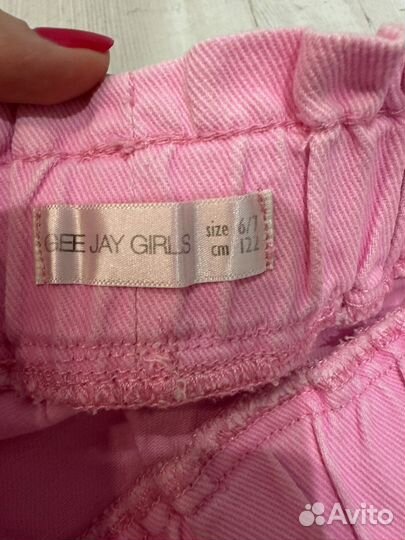 GEE JAY GIRLS
size 6/7
cm 122
Avito